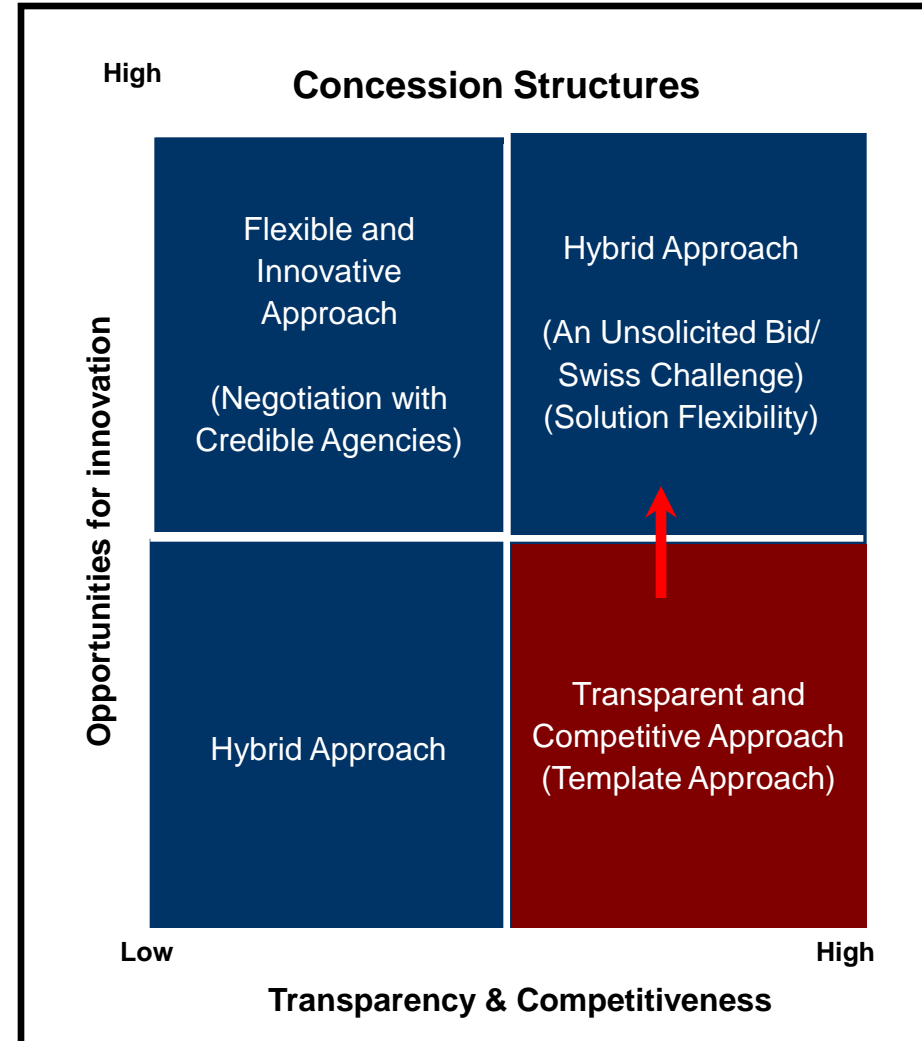 High
Concession Structures
Flexible and
Innovative
Approach
(Negotiation with
Credible Agencies)
Hybrid Approach
(An Unsolicited Bid/
Swiss Challenge)
(Solution Flexibility)
Opportunities for innovation
Hybrid Approach
Transparent and
Competitive Approach
(Template Approach)
Low
High
Transparency & Competitiveness